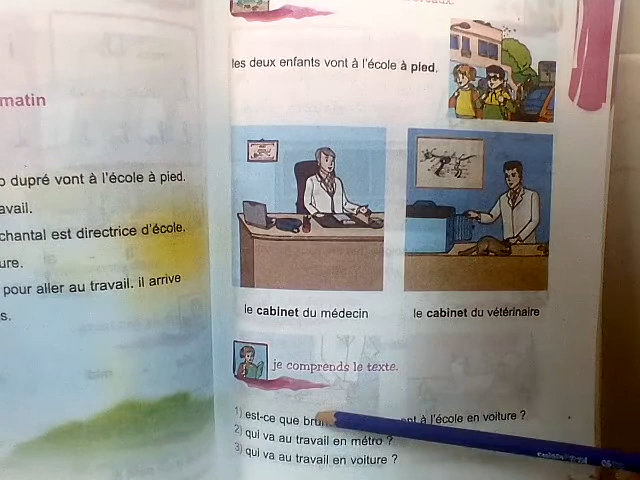 matin
dupré vont à l'école à pied.
avail.
chantal est directrice d'école.
ure.
pour aller au travail. il arrive
s.
les deux enfants vont à l'école à pied.
le cabinet du médecin
le cabinet du vétérinaire
je comprends le texte.
1) est-ce que à l'école en voiture ?
2) qui va au travail en métro ?
3) qui va au travail en voiture ?